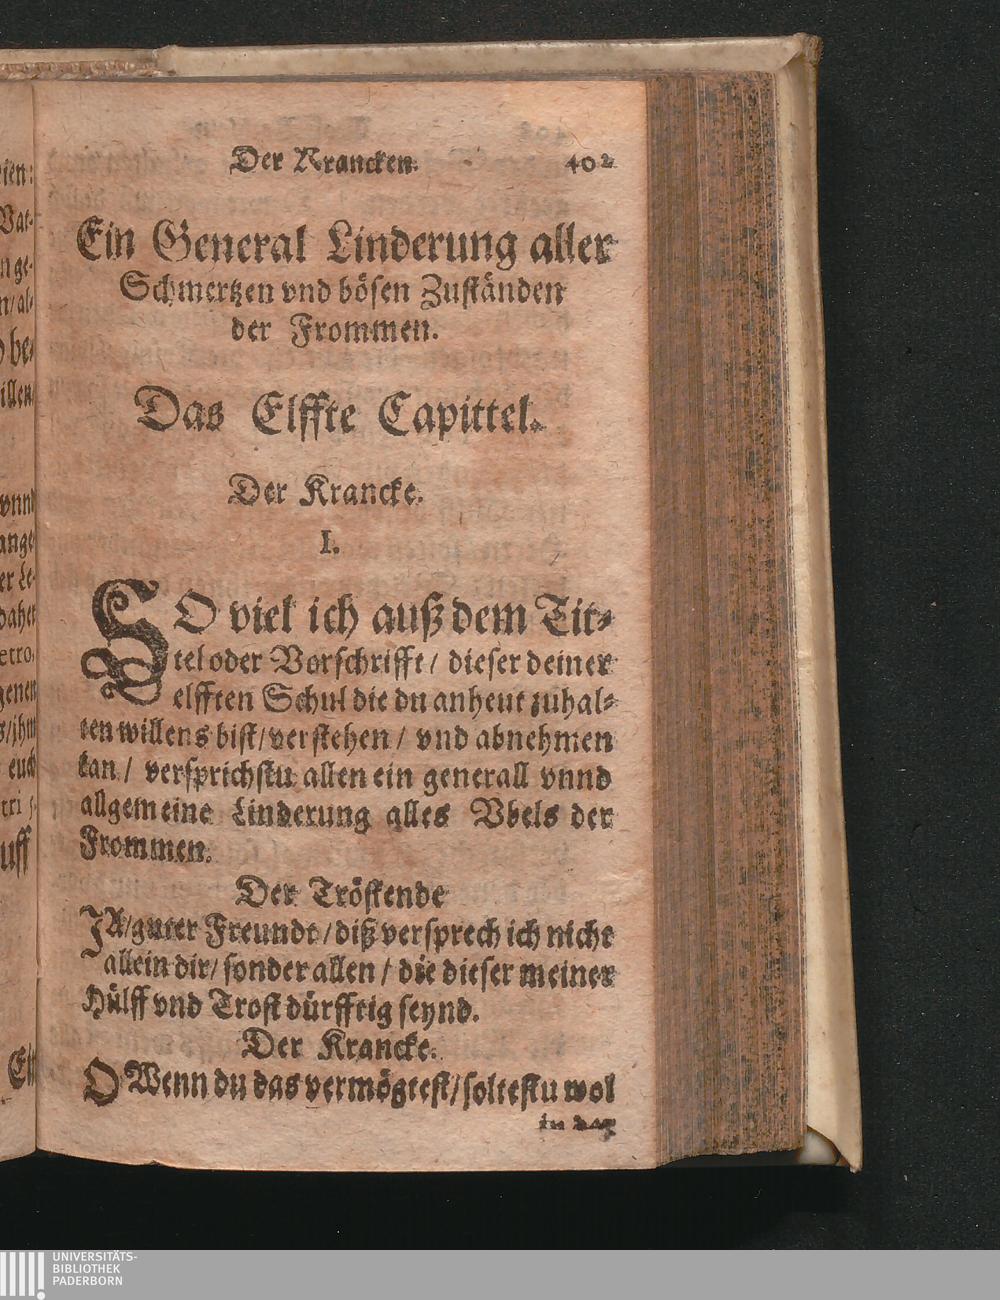 Der Krancken. 402
Ein General Linderung aller
Schmertzen vnd bösen Zuständen
der Frommen.
Das Elffte Capittel.
Der Krancke.
I.
SO viel ich auß dem Tit-
tel oder Vorschrifft / dieser deiner
elfften Schul die du anheut zuhal-
ten willens bist / verstehen / vnd abnehmen
kan / versprichstu allen ein generall vnnd
allgemeine Linderung alles Vbels der
Frommen.
Der Tröstende
JA / guter Freundt / diß versprech ich nicht
allein dir / sonder allen / die dieser meiner
Hülff vnd Trost dürfftig seynd.
Der Krancke.
O Wenn du das vermögtest / soltestu wol
in der
UNIVERSITÄTS-
BIBLIOTHEK
PADERBORN